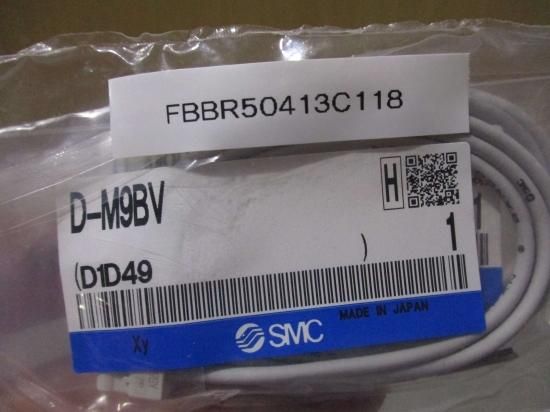 FBBR50413C118
D-M9BV
H
(D1D49
)
1
MADE IN JAPAN
Xy
SMC